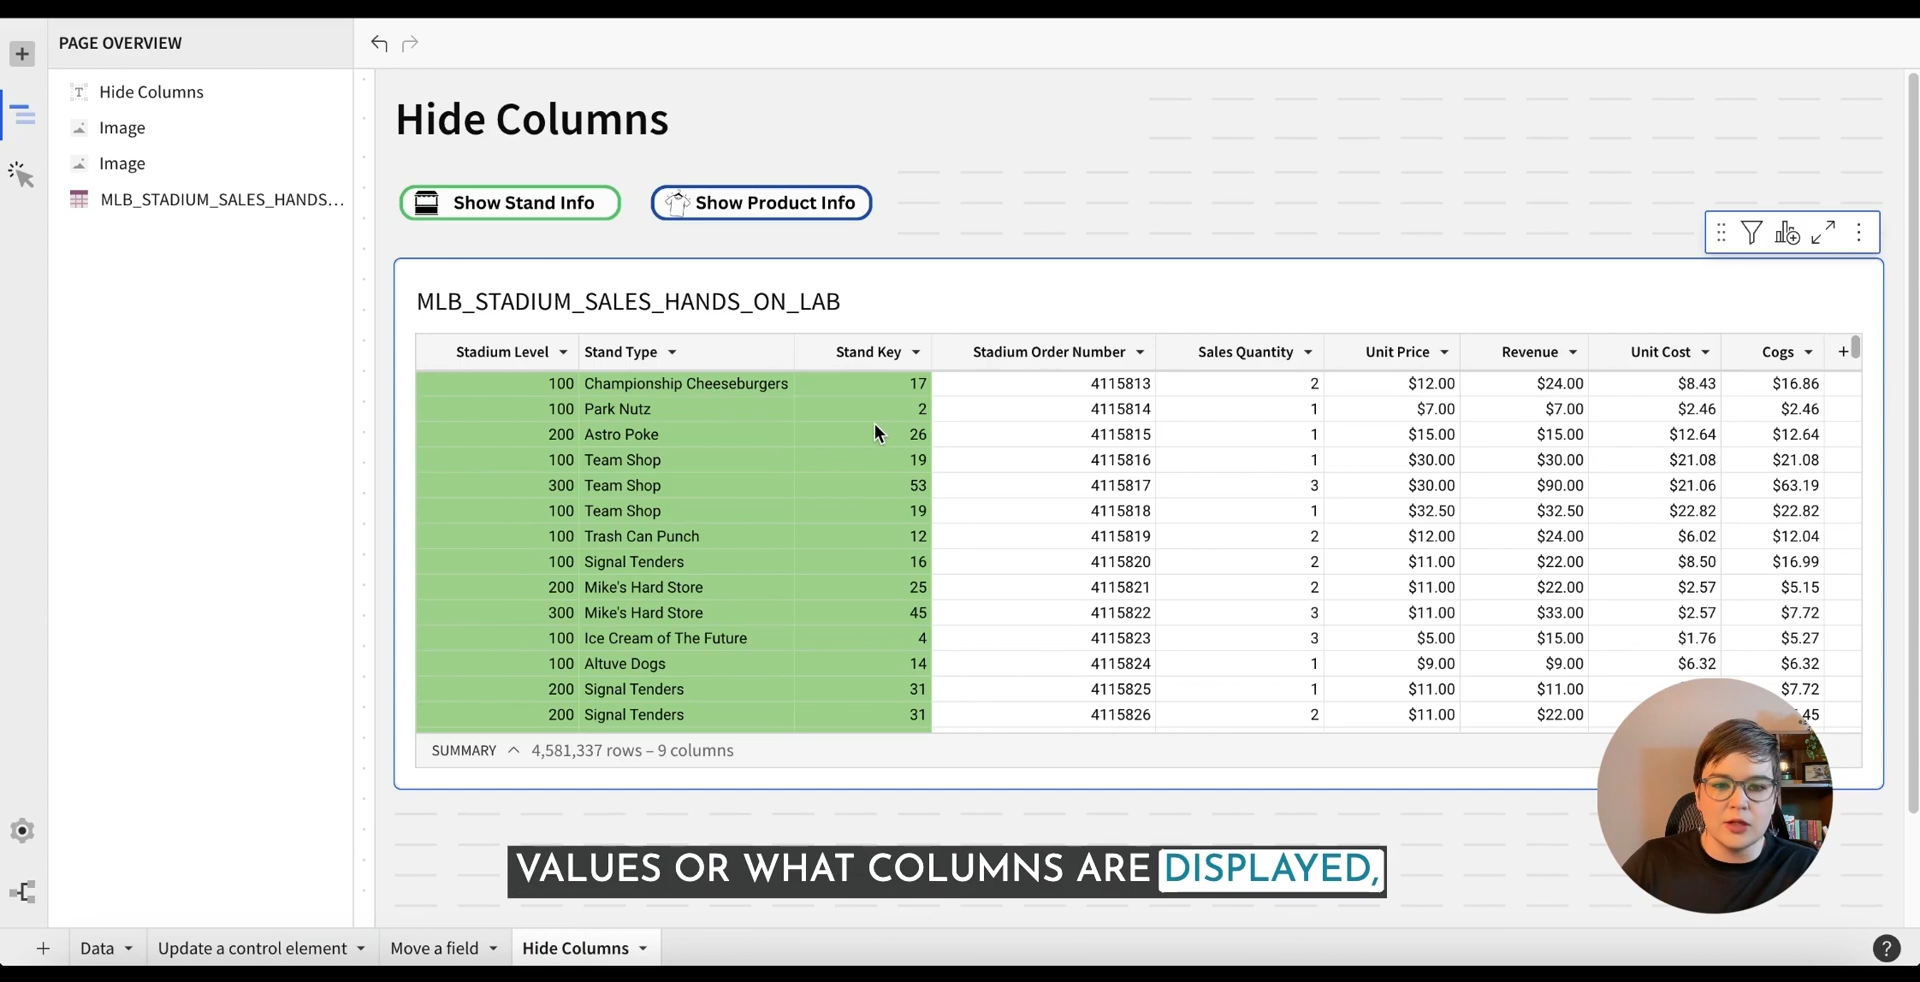 PAGE OVERVIEW
Hide Columns
Image
Image
MLB_STADIUM_SALES_HANDS...
Hide Columns
Show Stand Info
Show Product Info
MLB_STADIUM_SALES_HANDS_ON_LAB
Stadium Level Stand Type Stand Key Stadium Order Number Sales Quantity Unit Price Revenue Unit Cost Cogs
100 Championship Cheeseburgers 17 4115813 2 $12.00 $24.00 $8.43 $16.86
100 Park Nutz 2 4115814 1 $7.00 $7.00 $2.46 $2.46
200 Astro Poke 26 4115815 1 $15.00 $15.00 $12.64 $12.64
100 Team Shop 19 4115816 1 $30.00 $30.00 $21.08 $21.08
300 Team Shop 53 4115817 3 $30.00 $90.00 $21.06 $63.19
100 Team Shop 19 4115818 1 $32.50 $32.50 $22.82 $22.82
100 Trash Can Punch 12 4115819 2 $12.00 $24.00 $6.02 $12.04
100 Signal Tenders 16 4115820 2 $11.00 $22.00 $8.50 $16.99
200 Mike's Hard Store 25 4115821 2 $11.00 $22.00 $2.57 $5.15
300 Mike's Hard Store 45 4115822 3 $11.00 $33.00 $2.57 $7.72
100 Ice Cream of The Future 4 4115823 3 $5.00 $15.00 $1.76 $5.27
100 Altuve Dogs 14 4115824 1 $9.00 $9.00 $6.32 $6.32
200 Signal Tenders 31 4115825 1 $11.00 $11.00 $7.72
200 Signal Tenders 31 4115826 2 $11.00 $22.00
SUMMARY 4,581,337 rows – 9 columns
VALUES OR WHAT COLUMNS ARE DISPLAYED,
Data Update a control element Move a field Hide Columns